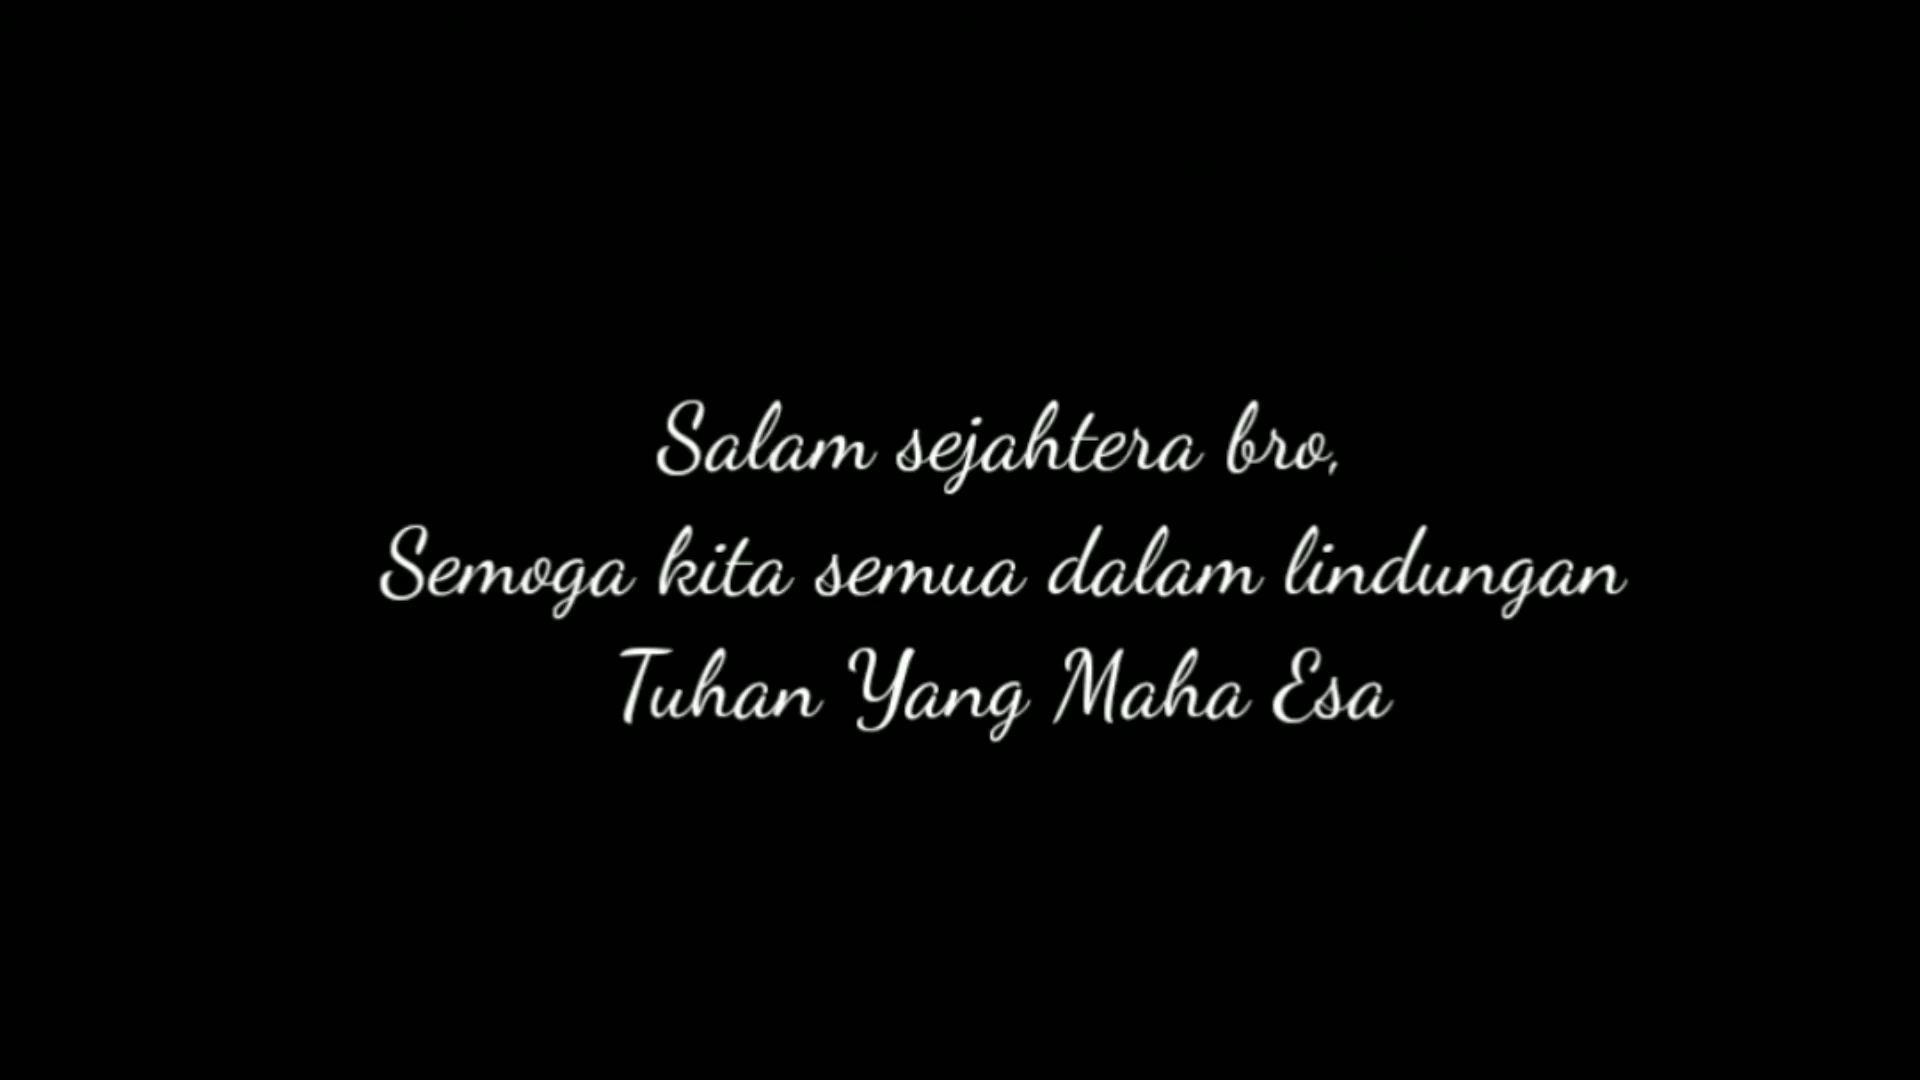 Salam sejahtera bro,
Semoga kita semua dalam lindungan
Tuhan Yang Maha Esa